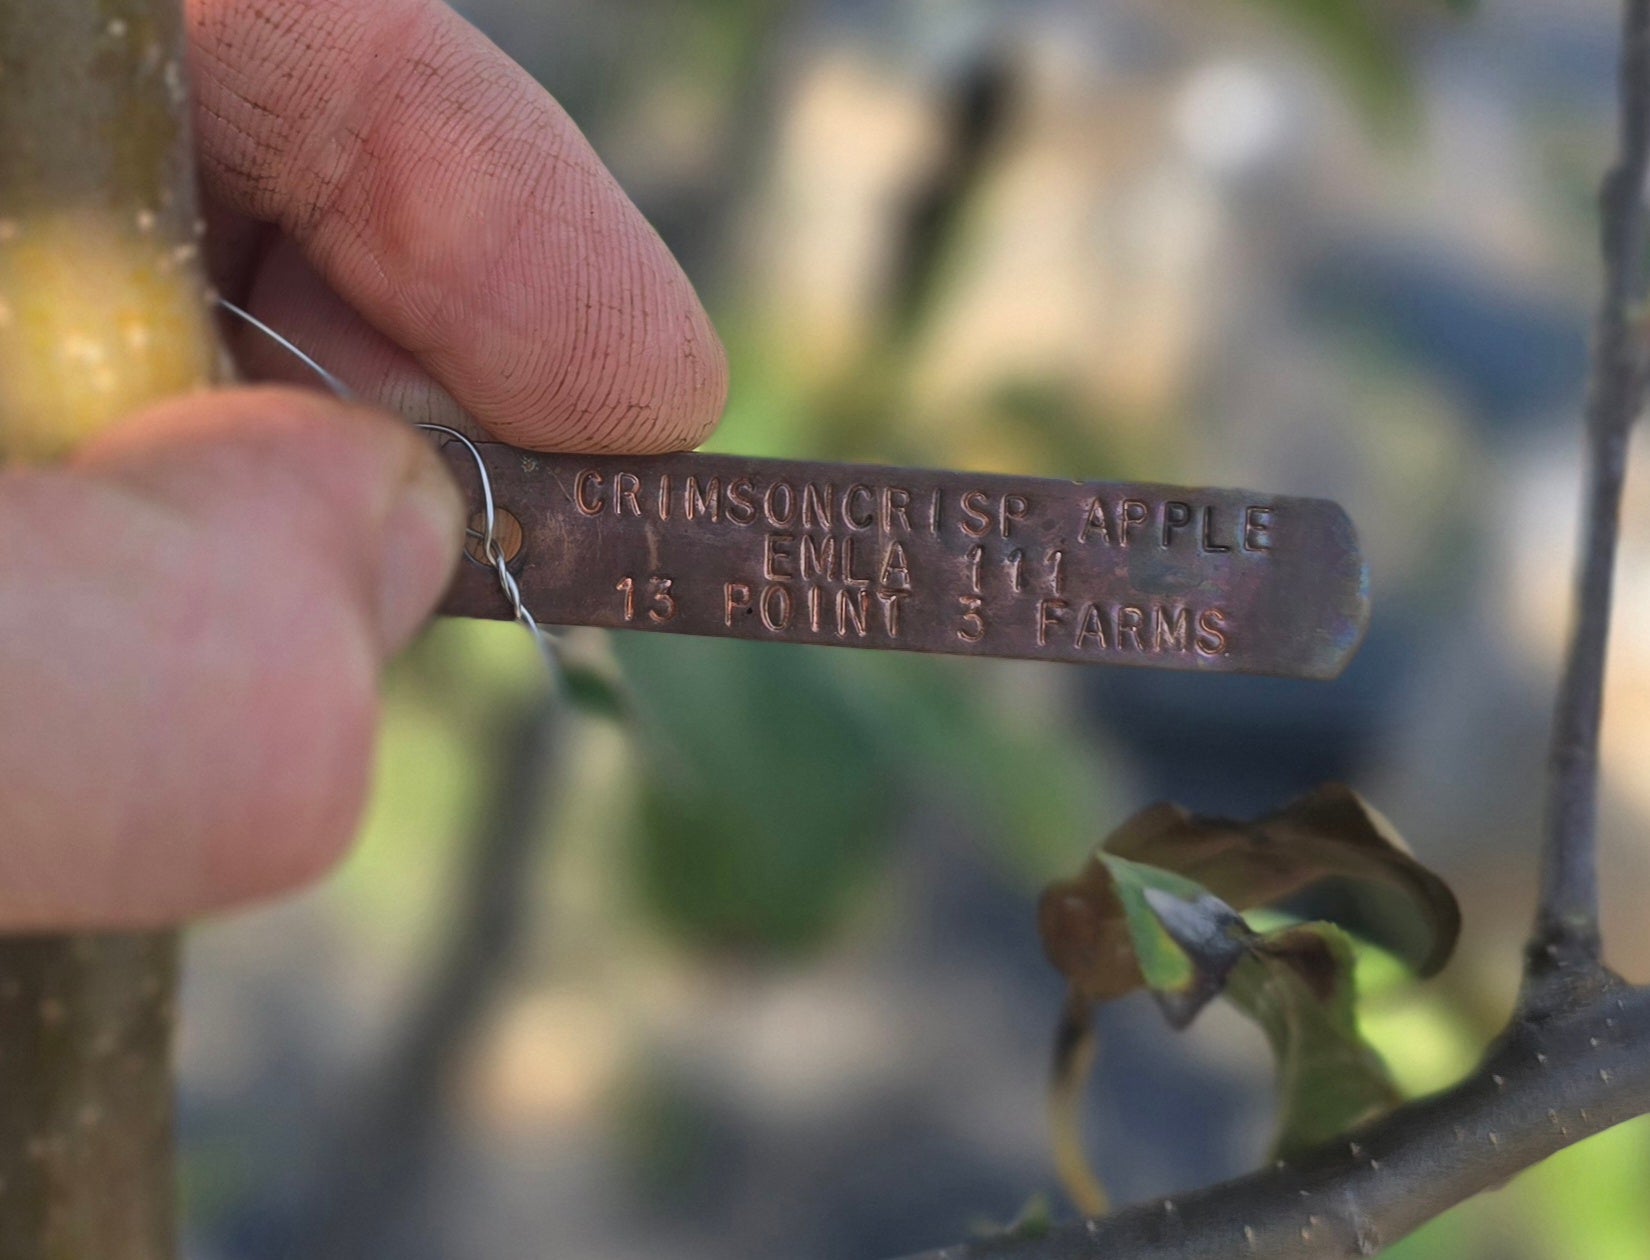 CRIMSONCRISP APPLE
EMLA 111
13 POINT 3 FARMS